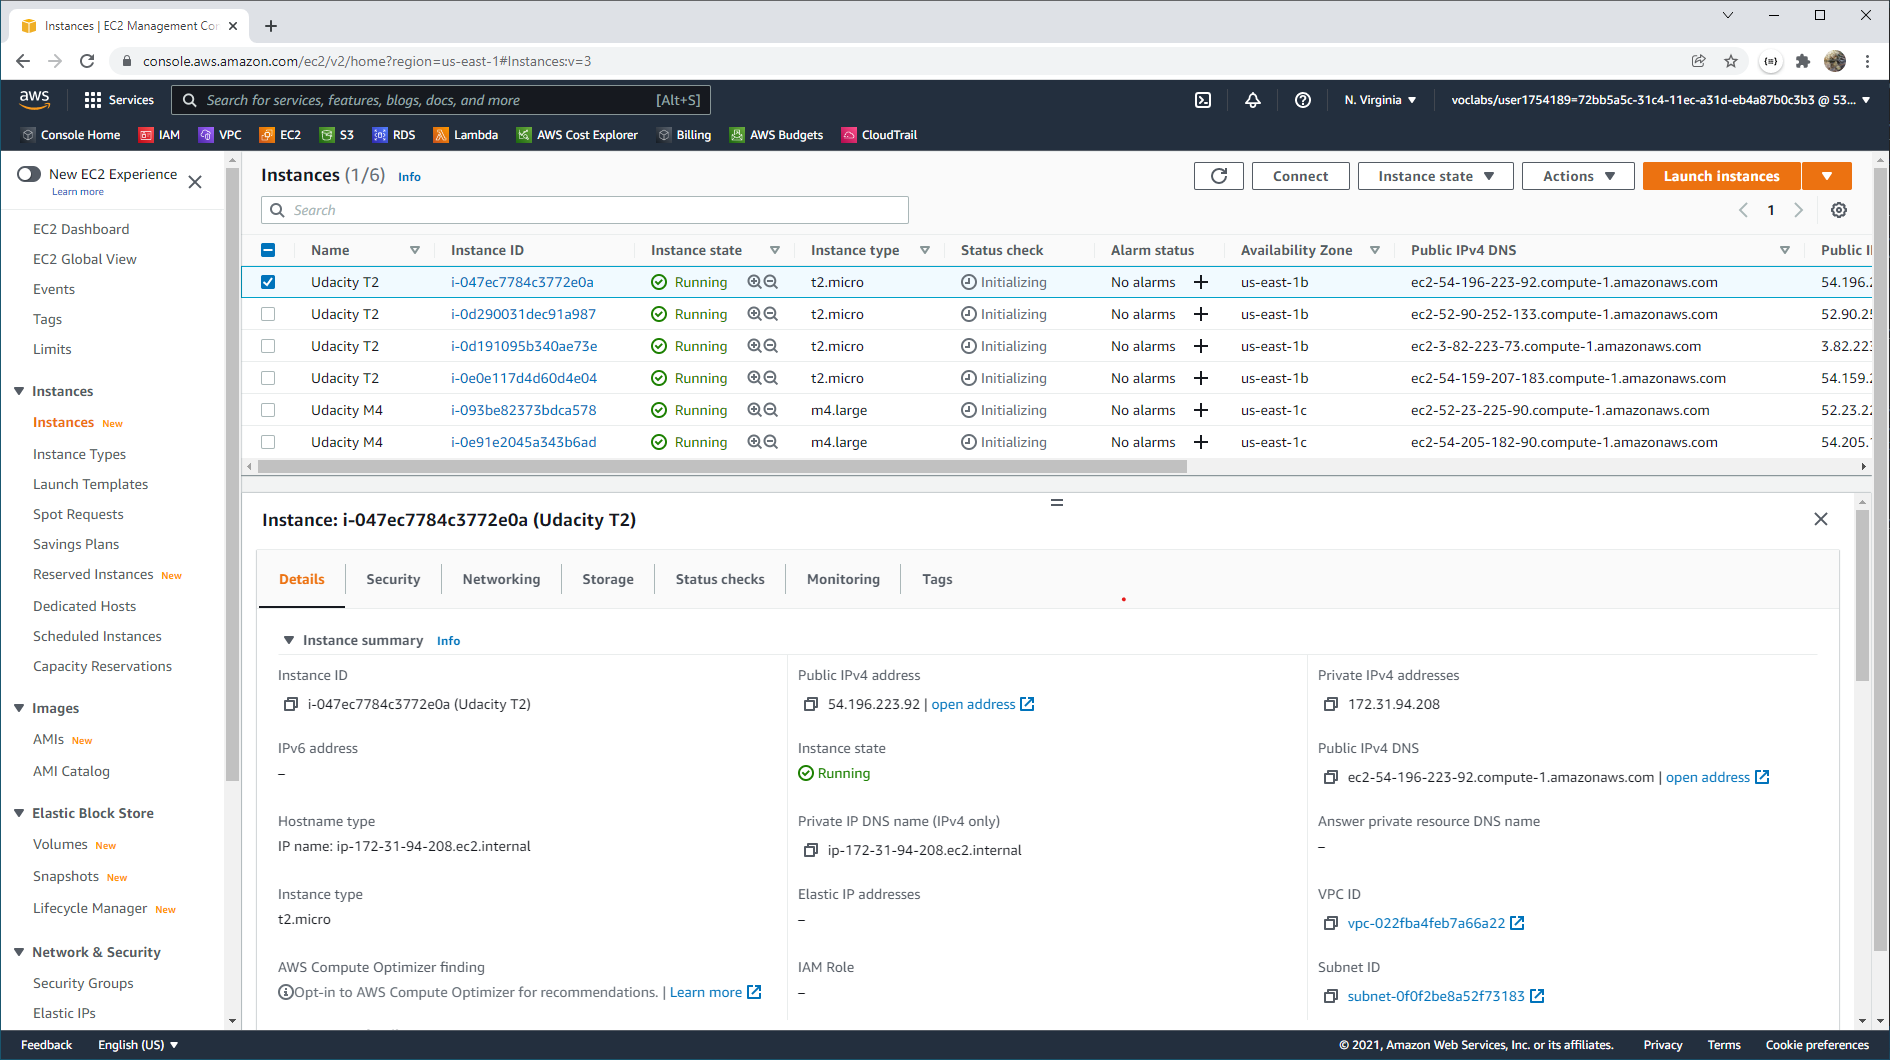 Instances | EC2 Management Con
console.aws.amazon.com/ec2/v2/home?region=us-east-1#Instances:v=3
aws Services Search for services, features, blogs, docs, and more [Alt+S] N. Virginia voclabs/user1754189=72bb5a5c-31c4-11ec-a31d-eb4a87b0c3b3 @ 53...
Console Home IAM VPC EC2 S3 RDS Lambda AWS Cost Explorer Billing AWS Budgets CloudTrail
New EC2 Experience
Learn more
EC2 Dashboard
EC2 Global View
Events
Tags
Limits
Instances
Instances New
Instance Types
Launch Templates
Spot Requests
Savings Plans
Reserved Instances New
Dedicated Hosts
Scheduled Instances
Capacity Reservations
Images
AMIs New
AMI Catalog
Elastic Block Store
Volumes New
Snapshots New
Lifecycle Manager New
Network & Security
Security Groups
Elastic IPs
Instances (1/6) Info Connect Instance state Actions Launch instances
Search 1
Name Instance ID Instance state Instance type Status check Alarm status Availability Zone Public IPv4 DNS Public I
Udacity T2 i-047ec7784c3772e0a Running t2.micro Initializing No alarms us-east-1b ec2-54-196-223-92.compute-1.amazonaws.com 54.196.2
Udacity T2 i-0d290031dec91a987 Running t2.micro Initializing No alarms us-east-1b ec2-52-90-252-133.compute-1.amazonaws.com 52.90.25
Udacity T2 i-0d191095b340ae73e Running t2.micro Initializing No alarms us-east-1b ec2-3-82-223-73.compute-1.amazonaws.com 3.82.223
Udacity T2 i-0e0e117d4d60d4e04 Running t2.micro Initializing No alarms us-east-1b ec2-54-159-207-183.compute-1.amazonaws.com 54.159.2
Udacity M4 i-093be82373bdca578 Running m4.large Initializing No alarms us-east-1c ec2-52-23-225-90.compute-1.amazonaws.com 52.23.22
Udacity M4 i-0e91e2045a343b6ad Running m4.large Initializing No alarms us-east-1c ec2-54-205-182-90.compute-1.amazonaws.com 54.205.1
Instance: i-047ec7784c3772e0a (Udacity T2)
Details Security Networking Storage Status checks Monitoring Tags
Instance summary Info
Instance ID
i-047ec7784c3772e0a (Udacity T2)
Public IPv4 address
54.196.223.92 | open address
Private IPv4 addresses
172.31.94.208
IPv6 address
–
Instance state
Running
Public IPv4 DNS
ec2-54-196-223-92.compute-1.amazonaws.com | open address
Hostname type
IP name: ip-172-31-94-208.ec2.internal
Private IP DNS name (IPv4 only)
ip-172-31-94-208.ec2.internal
Answer private resource DNS name
–
Instance type
t2.micro
Elastic IP addresses
–
VPC ID
vpc-022fba4feb7a66a22
AWS Compute Optimizer finding
Opt-in to AWS Compute Optimizer for recommendations. | Learn more
IAM Role
–
Subnet ID
subnet-0f0f2be8a52f73183
Feedback English (US) © 2021, Amazon Web Services, Inc. or its affiliates. Privacy Terms Cookie preferences